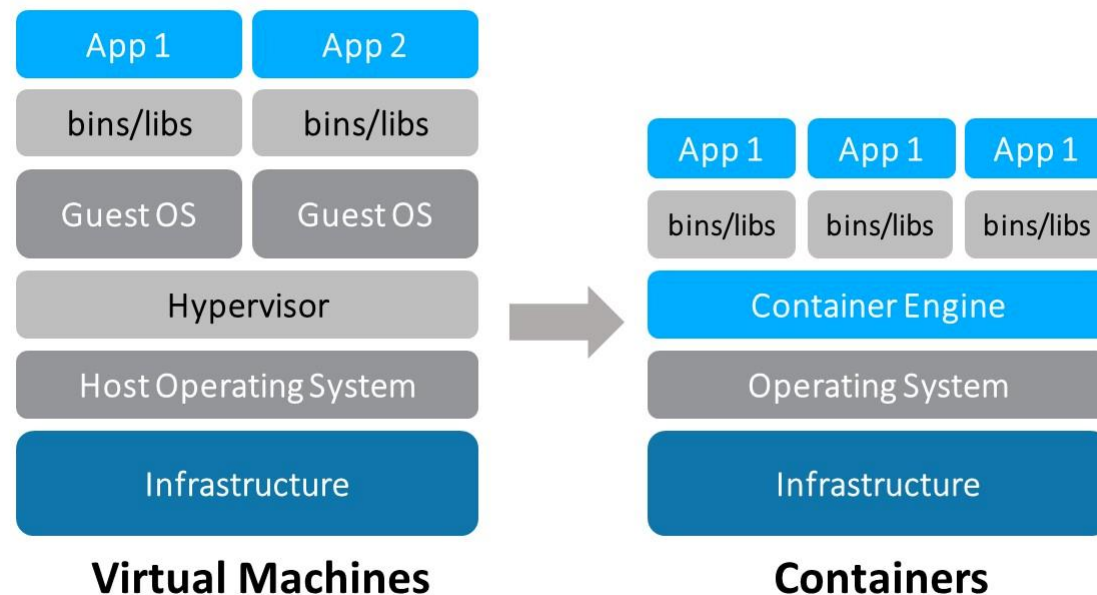 App 1
App 2
bins/libs
bins/libs
Guest OS
Guest OS
Hypervisor
Host Operating System
Infrastructure
Virtual Machines
App 1
App 1
App 1
bins/libs
bins/libs
bins/libs
Container Engine
Operating System
Infrastructure
Containers